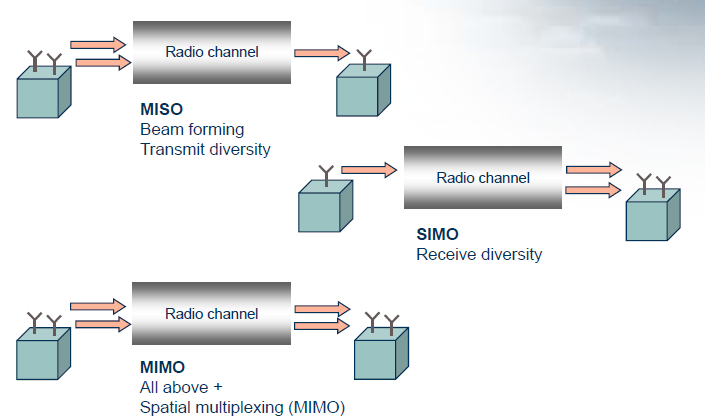 Radio channel
MISO
Beam forming
Transmit diversity
Radio channel
SIMO
Receive diversity
Radio channel
MIMO
All above +
Spatial multiplexing (MIMO)